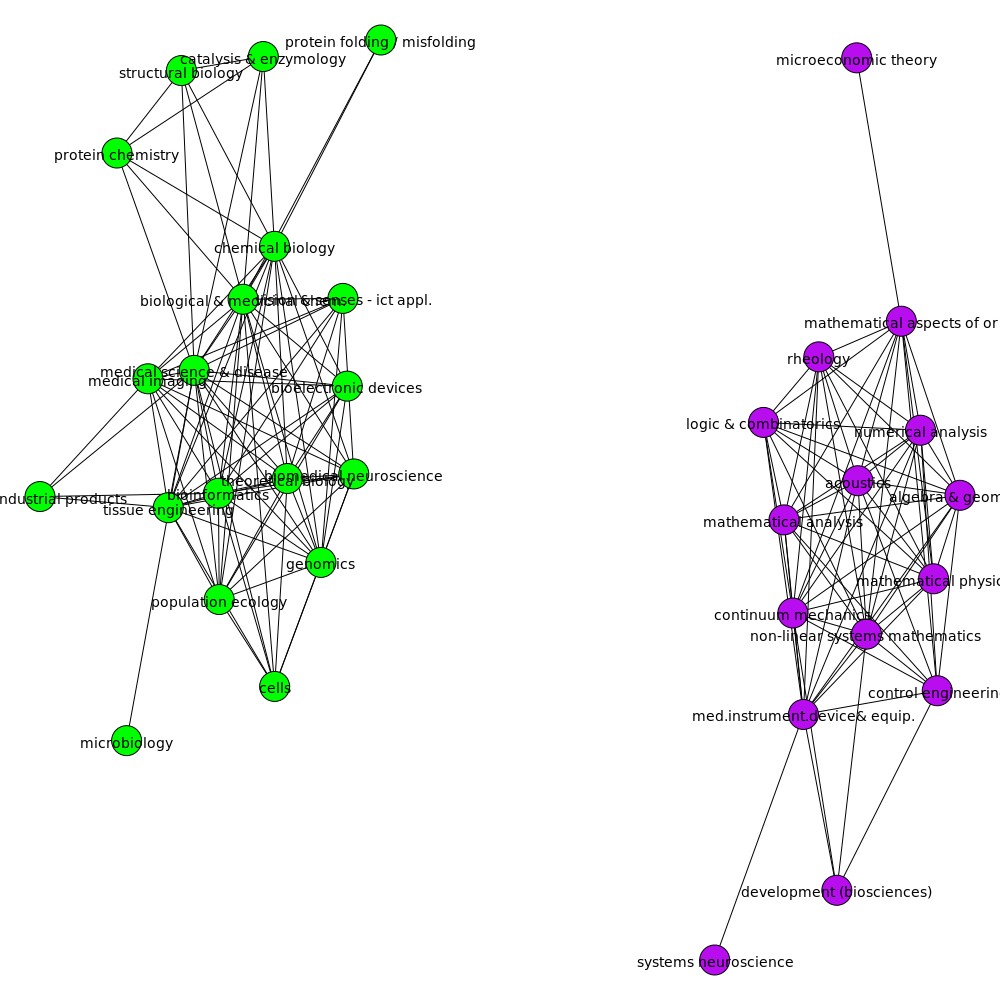 protein folding / misfolding
catalysis & enzymology
structural biology
microeconomic theory
protein chemistry
chemical biology
biological & medicinal chem.
vision & senses - ict appl.
mathematical aspects of or
rheology
medical science & disease
medical imaging
bioelectronic devices
logic & combinatorics
numerical analysis
biomedical neuroscience
theoretical biology
acoustics
bioinformatics
ndustrial products
algebra & geom
tissue engineering
mathematical analysis
genomics
mathematical physic
population ecology
continuum mechanics
non-linear systems mathematics
cells
control engineerin
med.instrument.device& equip.
microbiology
development (biosciences)
systems neuroscience